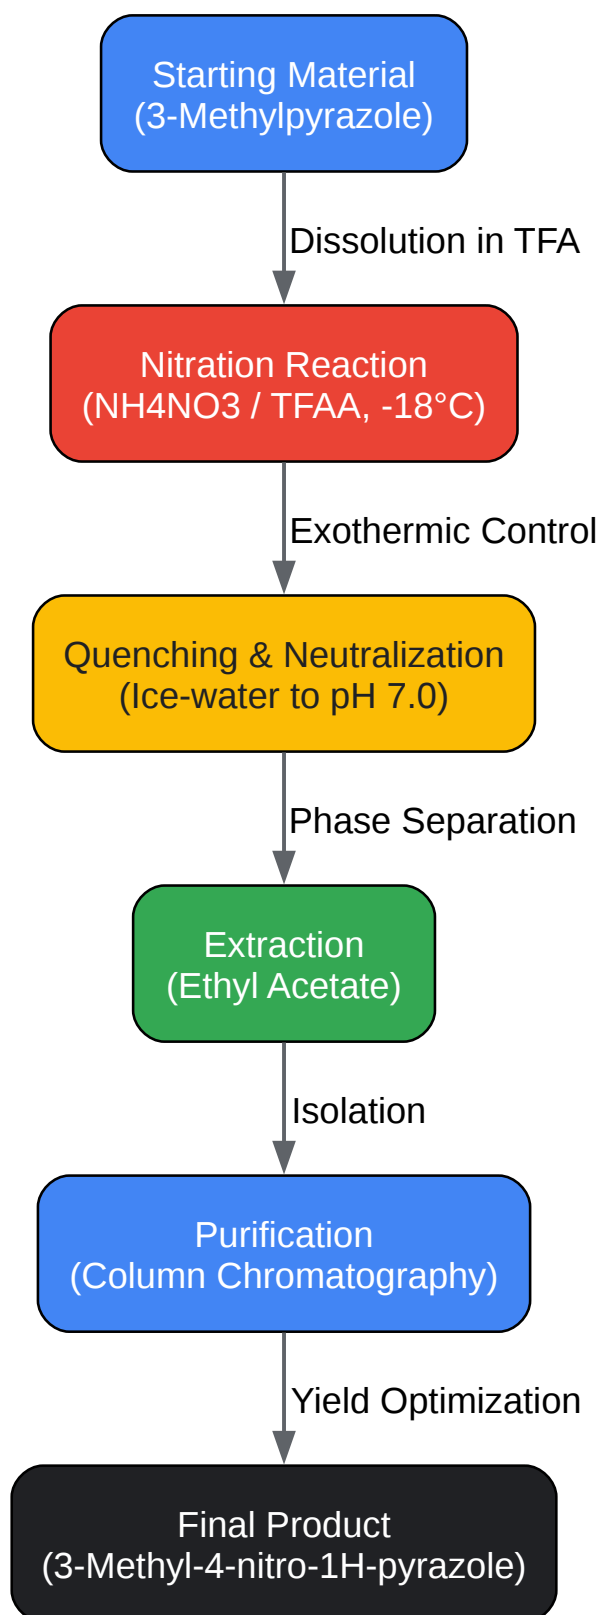 Starting Material
(3-Methylpyrazole)
Dissolution in TFA
Nitration Reaction
(NH4NO3 / TFAA, -18°C)
Exothermic Control
Quenching & Neutralization
(Ice-water to pH 7.0)
Phase Separation
Extraction
(Ethyl Acetate)
Isolation
Purification
(Column Chromatography)
Yield Optimization
Final Product
(3-Methyl-4-nitro-1H-pyrazole)